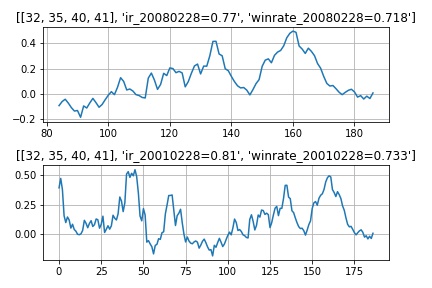 [[32, 35, 40, 41], 'ir_20080228=0.77', 'winrate_20080228=0.718']
0.4
0.2
0.0
−0.2
80 100 120 140 160 180
[[32, 35, 40, 41], 'ir_20010228=0.81', 'winrate_20010228=0.733']
0.50
0.25
0.00
0 25 50 75 100 125 150 175